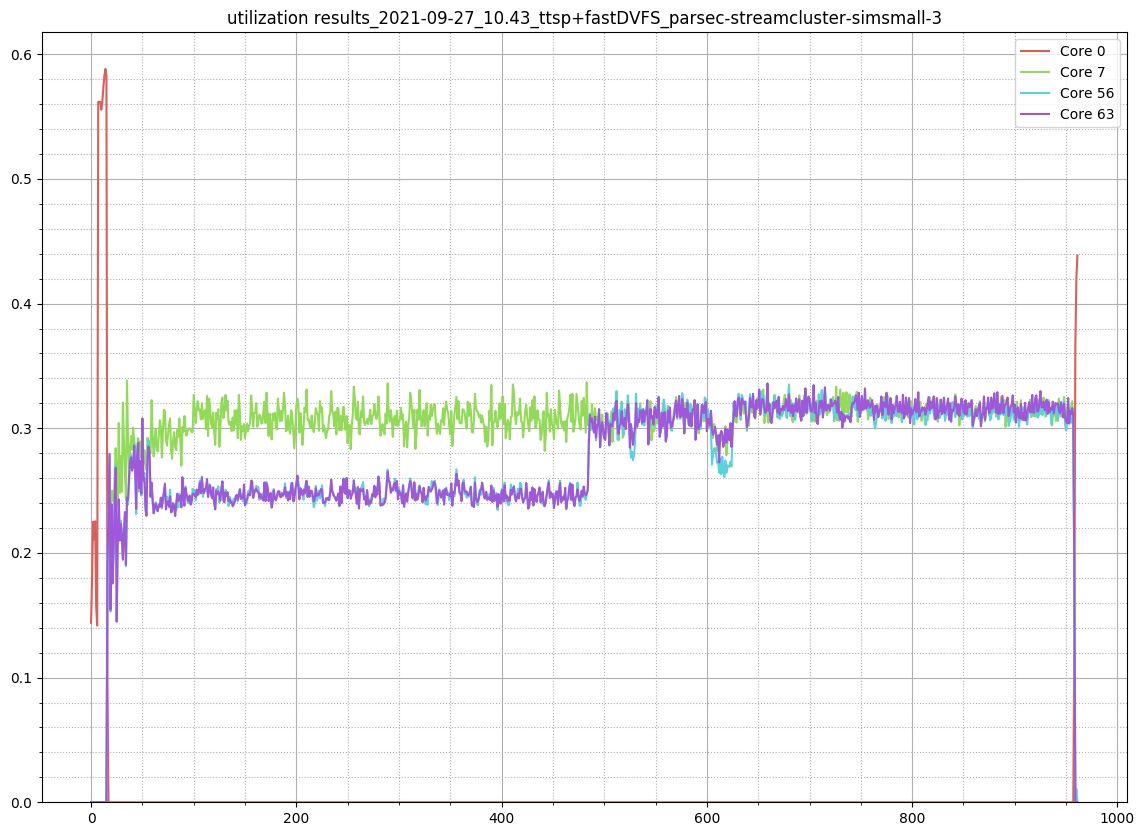 utilization results_2021-09-27_10.43_ttsp+fastDVFS_parsec-streamcluster-simsmall-3
Core 0
Core 7
Core 56
Core 63
0.6
0.5
0.4
0.3
0.2
0.1
0.0
0 200 400 600 800 1000